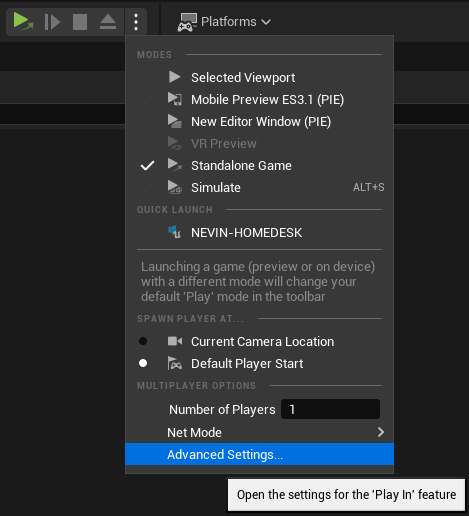 Platforms
MODES
Selected Viewport
Mobile Preview ES3.1 (PIE)
New Editor Window (PIE)
VR Preview
Standalone Game
Simulate ALT+S
QUICK LAUNCH
NEVIN-HOMEDESK
Launching a game (preview or on device)
with a different mode will change your
default 'Play' mode in the toolbar
SPAWN PLAYER AT...
Current Camera Location
Default Player Start
MULTIPLAYER OPTIONS
Number of Players 1
Net Mode
Advanced Settings...
Open the settings for the 'Play In' feature